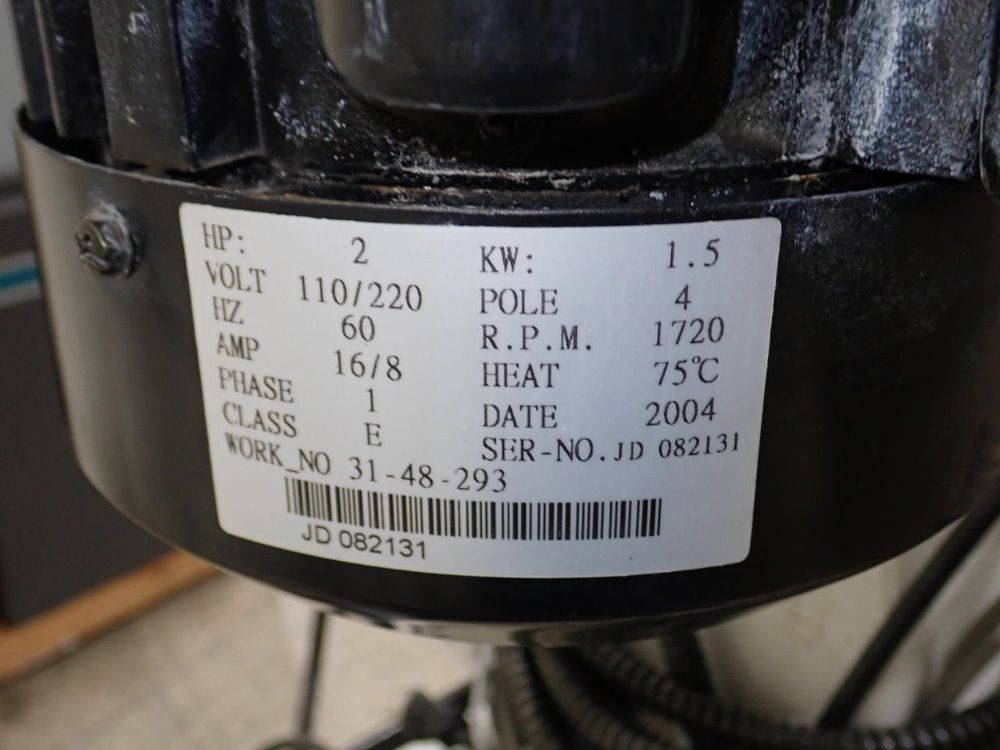 HP: 2 KW: 1.5
VOLT 110/220 POLE 4
HZ 60 R.P.M. 1720
AMP 16/8 HEAT 75℃
PHASE 1 DATE 2004
CLASS E SER-NO. JD 082131
WORK_NO 31-48-293
JD 082131